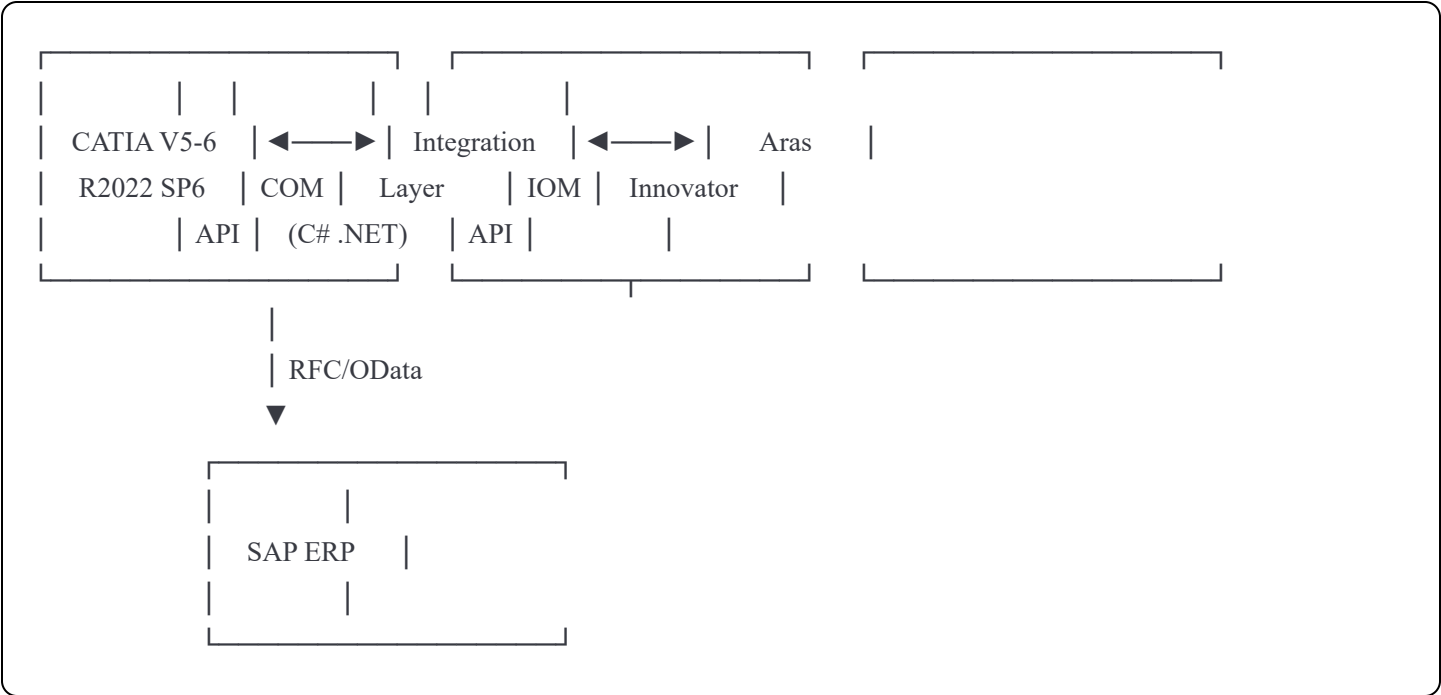 CATIA V5-6 │◄───►│ Integration │◄───►│ Aras
R2022 SP6 │ COM │ Layer │ IOM │ Innovator
│ API │ (C# .NET) │ API │
│ RFC/OData
▼
SAP ERP